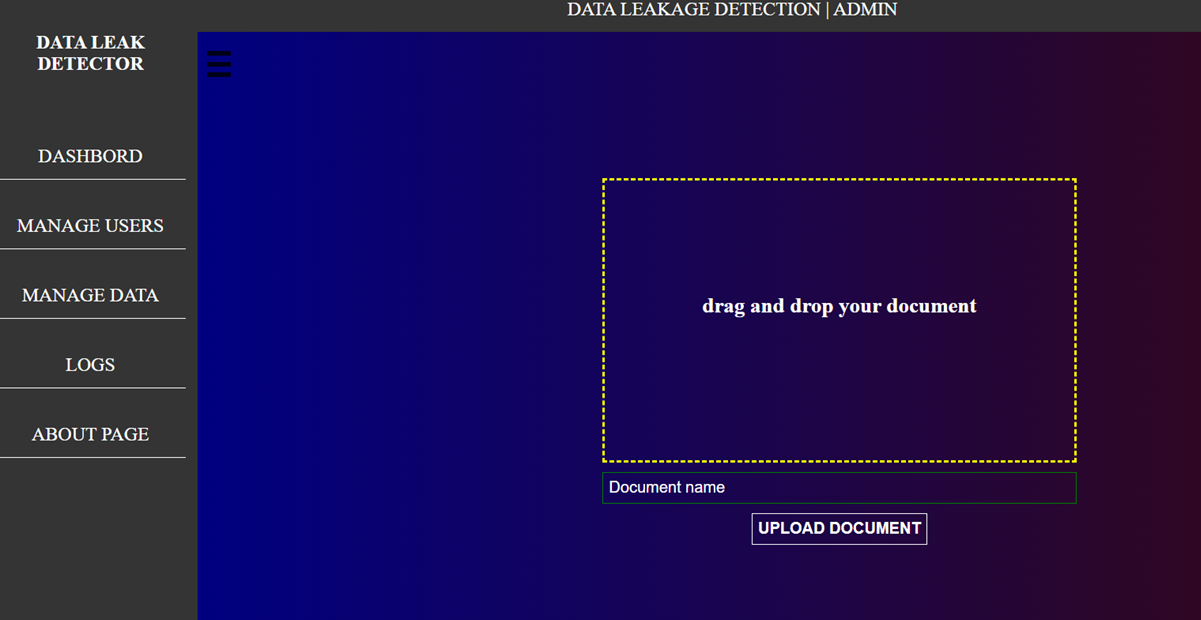 DATA LEAKAGE DETECTION | ADMIN
DATA LEAK
DETECTOR
DASHBORD
MANAGE USERS
MANAGE DATA
LOGS
ABOUT PAGE
drag and drop your document
Document name
UPLOAD DOCUMENT